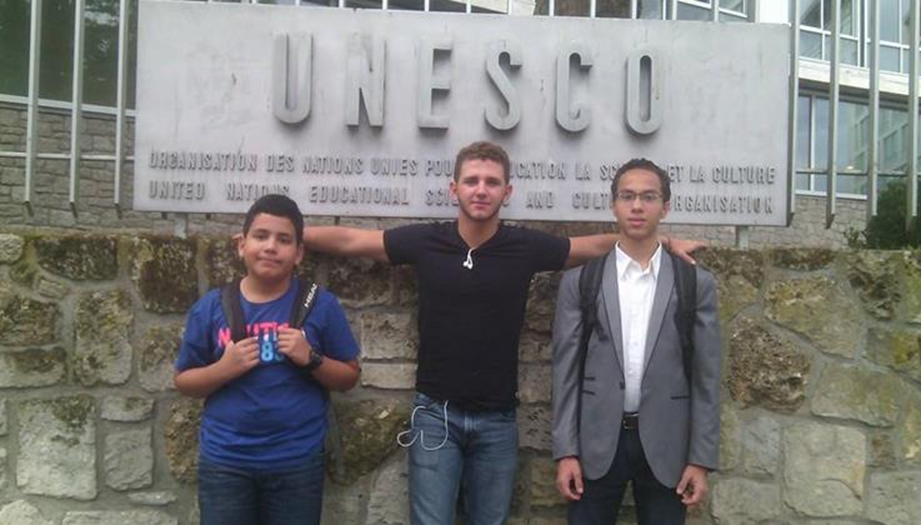 UNESCO
ORGANISATION DES NATIONS UNIES LA ET LA CULTURE
UNITED NATIONS EDUCATIONAL AND ORGANISATION